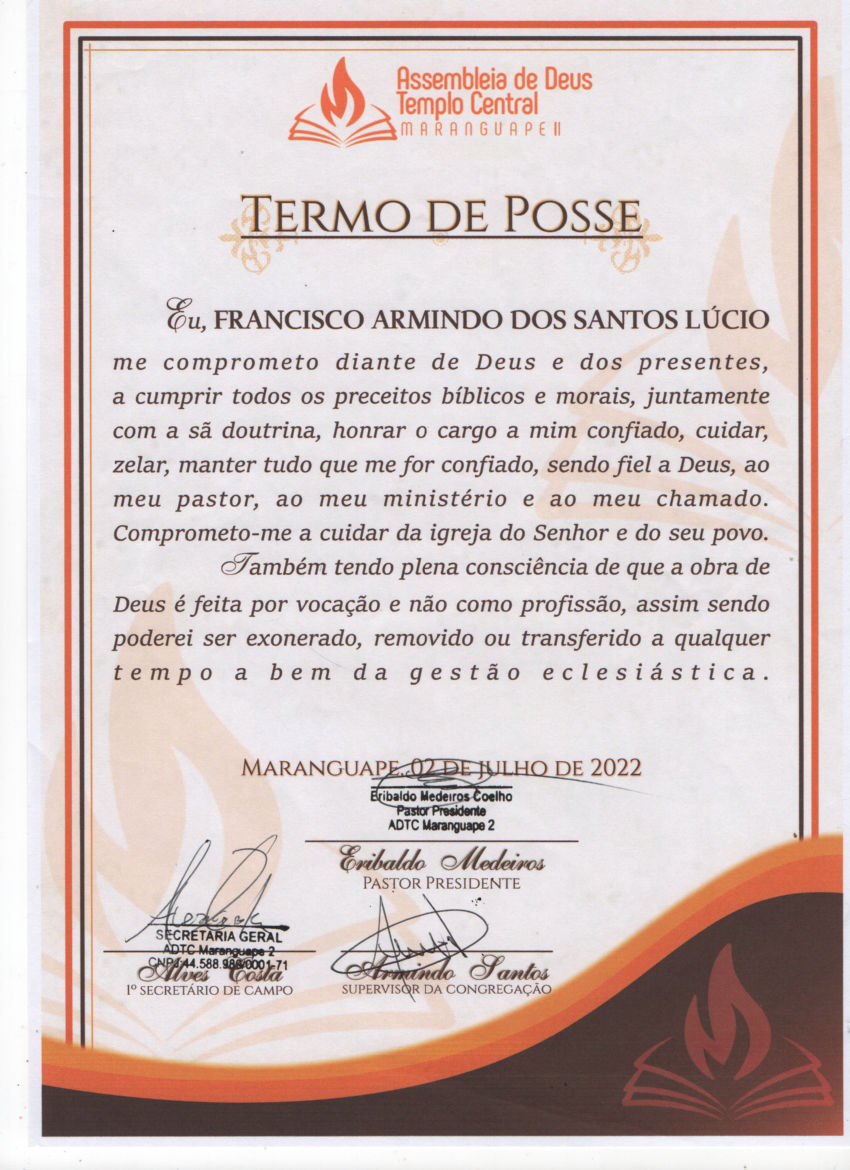 Assembleia de Deus
Templo Central
MARANGUAPE II
TERMO DE POSSE
Eu, FRANCISCO ARMINDO DOS SANTOS LÚCIO
me comprometo diante de Deus e dos presentes,
a cumprir todos os preceitos bíblicos e morais, juntamente
com a sã doutrina, honrar o cargo a mim confiado, cuidar,
zelar, manter tudo que me for confiado, sendo fiel a Deus, ao
meu pastor, ao meu ministério e ao meu chamado.
Comprometo-me a cuidar da igreja do Senhor e do seu povo.
Também tendo plena consciência de que a obra de
Deus é feita por vocação e não como profissão, assim sendo
poderei ser exonerado, removido ou transferido a qualquer
tempo a bem da gestão eclesiástica.
MARANGUAPE, 02 DE JULHO DE 2022
Eribaldo Medeiros Coelho
Pastor Presidente
ADTC Maranguape 2
Eribaldo Medeiros
PASTOR PRESIDENTE
SECRETARIA GERAL
ADTC Maranguape 2
CNPJ:44.588.986/0001-71
Alves Costa
1º SECRETÁRIO DE CAMPO
Armindo Santos
SUPERVISOR DA CONGREGAÇÃO